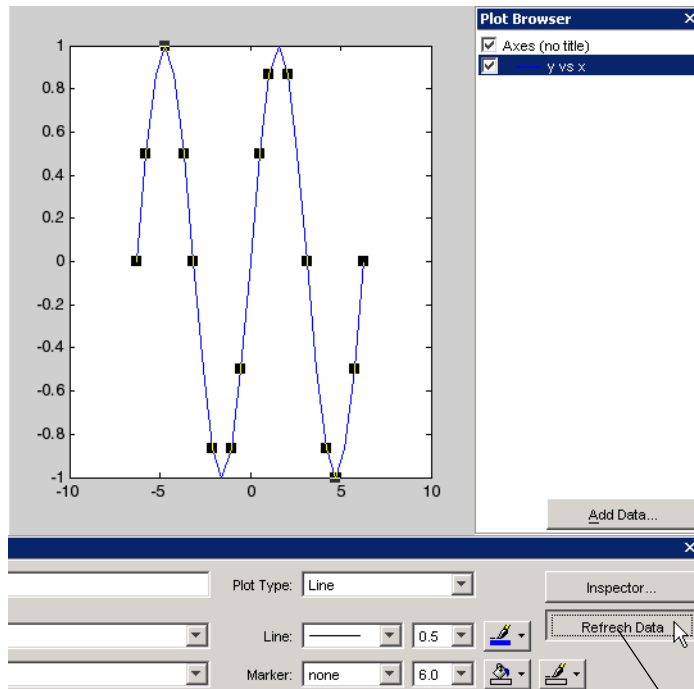 Plot Browser
Axes (no title)
y vs x
1
0.8
0.6
0.4
0.2
0
-0.2
-0.4
-0.6
-0.8
-1
-10 -5 0 5 10
Add Data...
Plot Type: Line
Inspector...
Line: 0.5
Refresh Data
Marker: none 6.0